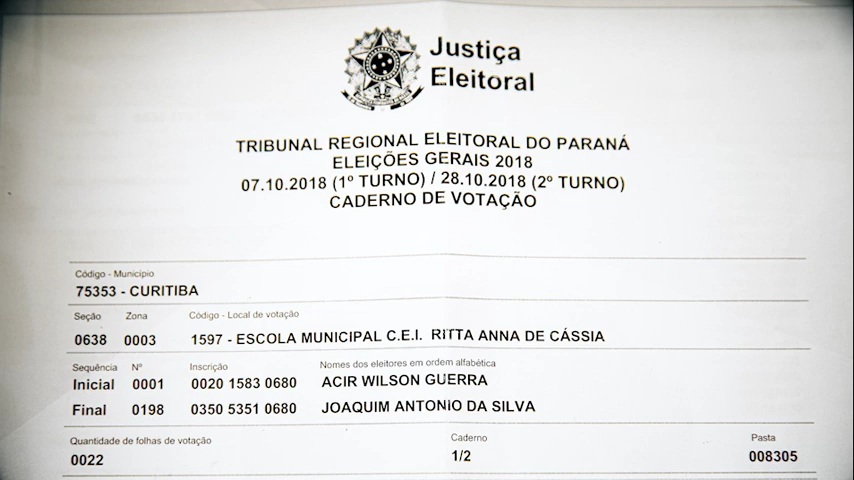 Justiça
Eleitoral
TRIBUNAL REGIONAL ELEITORAL DO PARANÁ
ELEIÇÕES GERAIS 2018
07.10.2018 (1º TURNO) / 28.10.2018 (2º TURNO)
CADERNO DE VOTAÇÃO
Código - Município
75353 - CURITIBA
Seção Zona Código - Local de votação
0638 0003 1597 - ESCOLA MUNICIPAL C.E.I. RITTA ANNA DE CÁSSIA
Sequência Nº Inscrição Nomes dos eleitores em ordem alfabética
Inicial 0001 0020 1583 0680 ACIR WILSON GUERRA
Final 0198 0350 5351 0680 JOAQUIM ANTONIO DA SILVA
Quantidade de folhas de votação Caderno Pasta
0022 1/2 008305